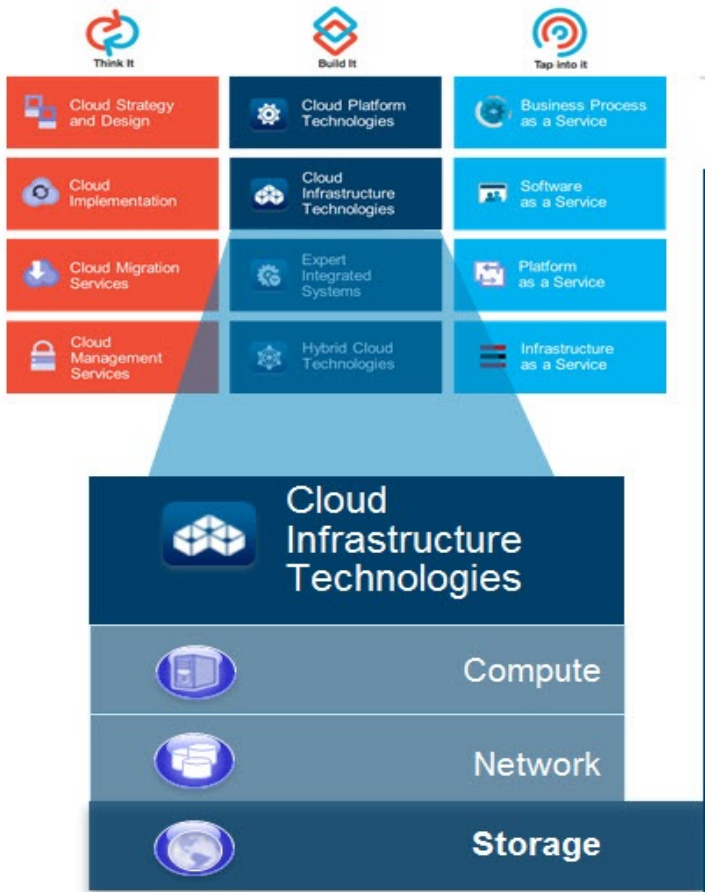 Think It
Build It
Tap into it
Cloud Strategy
and Design
Cloud Platform
Technologies
Business Process
as a Service
Cloud
Implementation
Cloud
Infrastructure
Technologies
Software
as a Service
Cloud Migration
Services
Expert
Integrated
Systems
Platform
as a Service
Cloud
Management
Services
Hybrid Cloud
Technologies
Infrastructure
as a Service
Cloud
Infrastructure
Technologies
Compute
Network
Storage